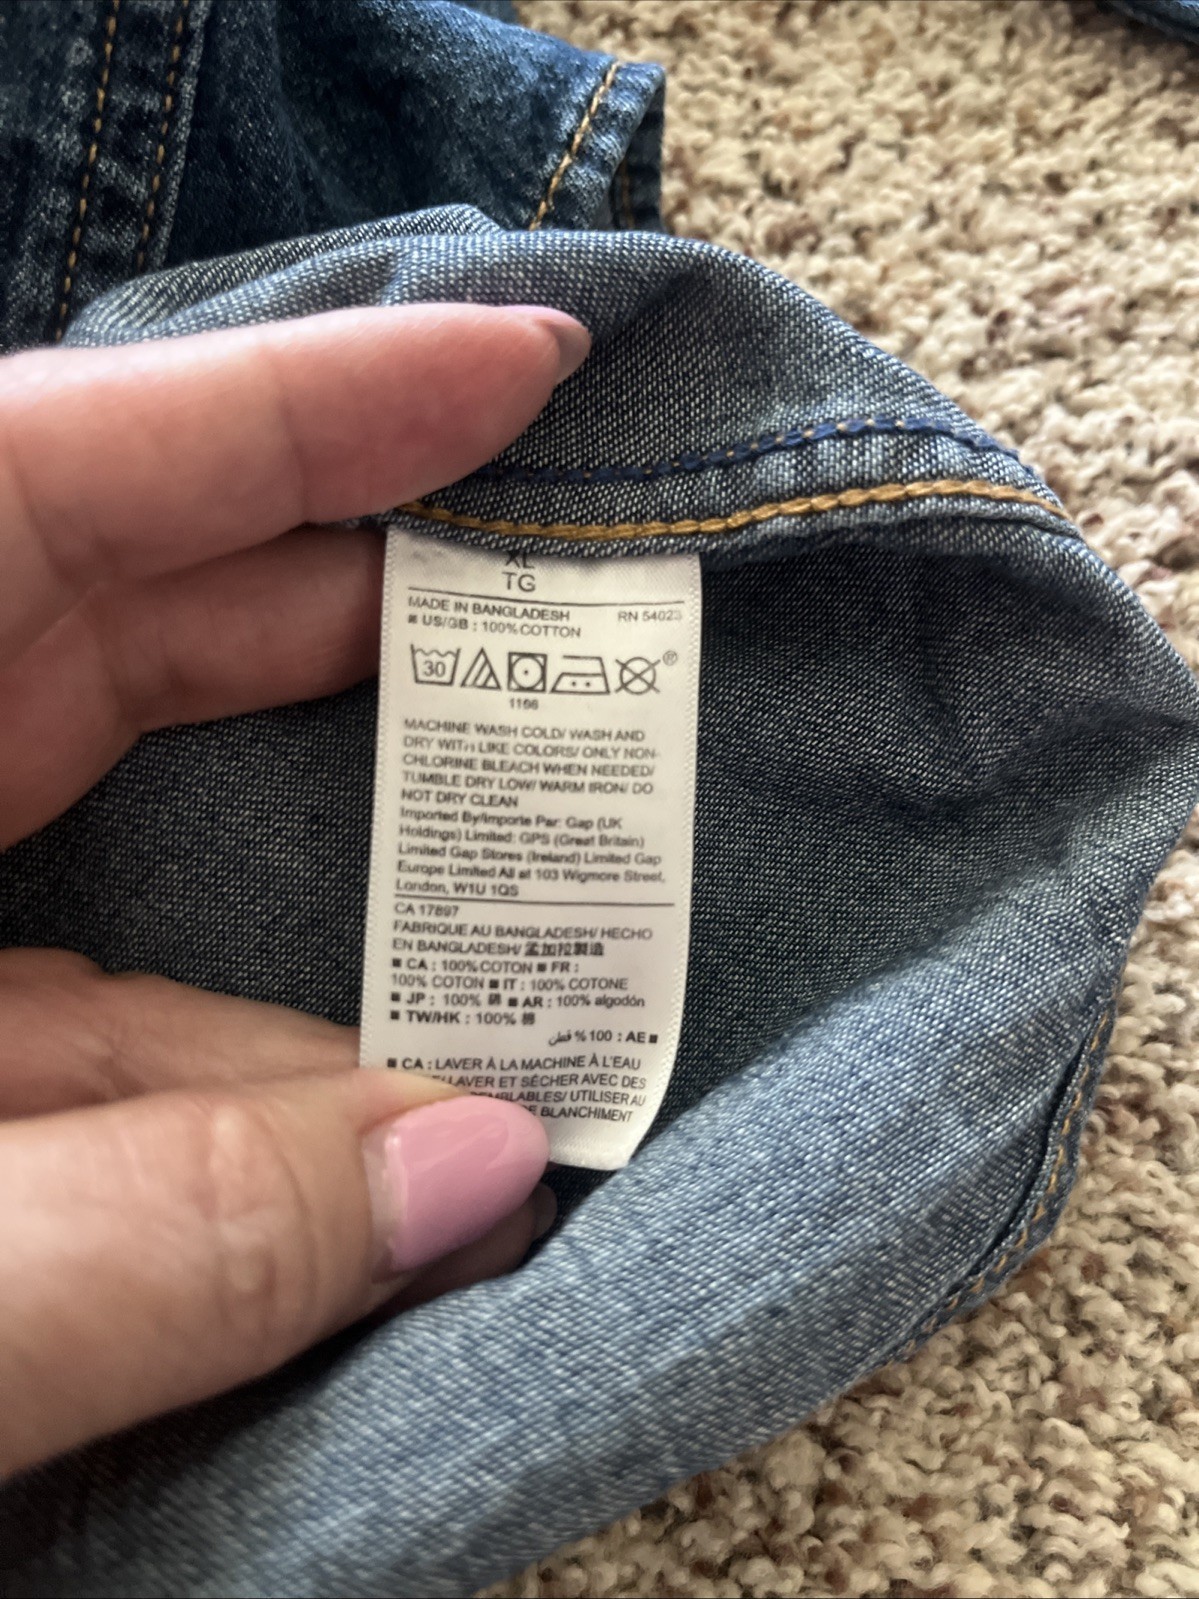 XL
TG
MADE IN BANGLADESH RN 54023
■ US/GB : 100% COTTON
30
®
1166
MACHINE WASH COLD/ WASH AND
DRY WITH LIKE COLORS/ ONLY NON-
CHLORINE BLEACH WHEN NEEDED/
TUMBLE DRY LOW/ WARM IRON/ DO
NOT DRY CLEAN
Imported By/Importe Par: Gap (UK
Holdings) Limited: GPS (Great Britain)
Limited Gap Stores (Ireland) Limited Gap
Europe Limited All at 103 Wigmore Street,
London, W1U 1QS
CA 17897
FABRIQUE AU BANGLADESH/ HECHO
EN BANGLADESH/ 孟加拉製造
■ CA : 100% COTON ■ FR :
100% COTON ■ IT : 100% COTONE
■ JP : 100% 綿 ■ AR : 100% algodón
■ TW/HK : 100% 棉
■ AE : 100 % قطن
■ CA : LAVER À LA MACHINE À L'EAU
LAVER ET SÉCHER AVEC DES
SEMBLABLES/ UTILISER AU
BLANCHIMENT